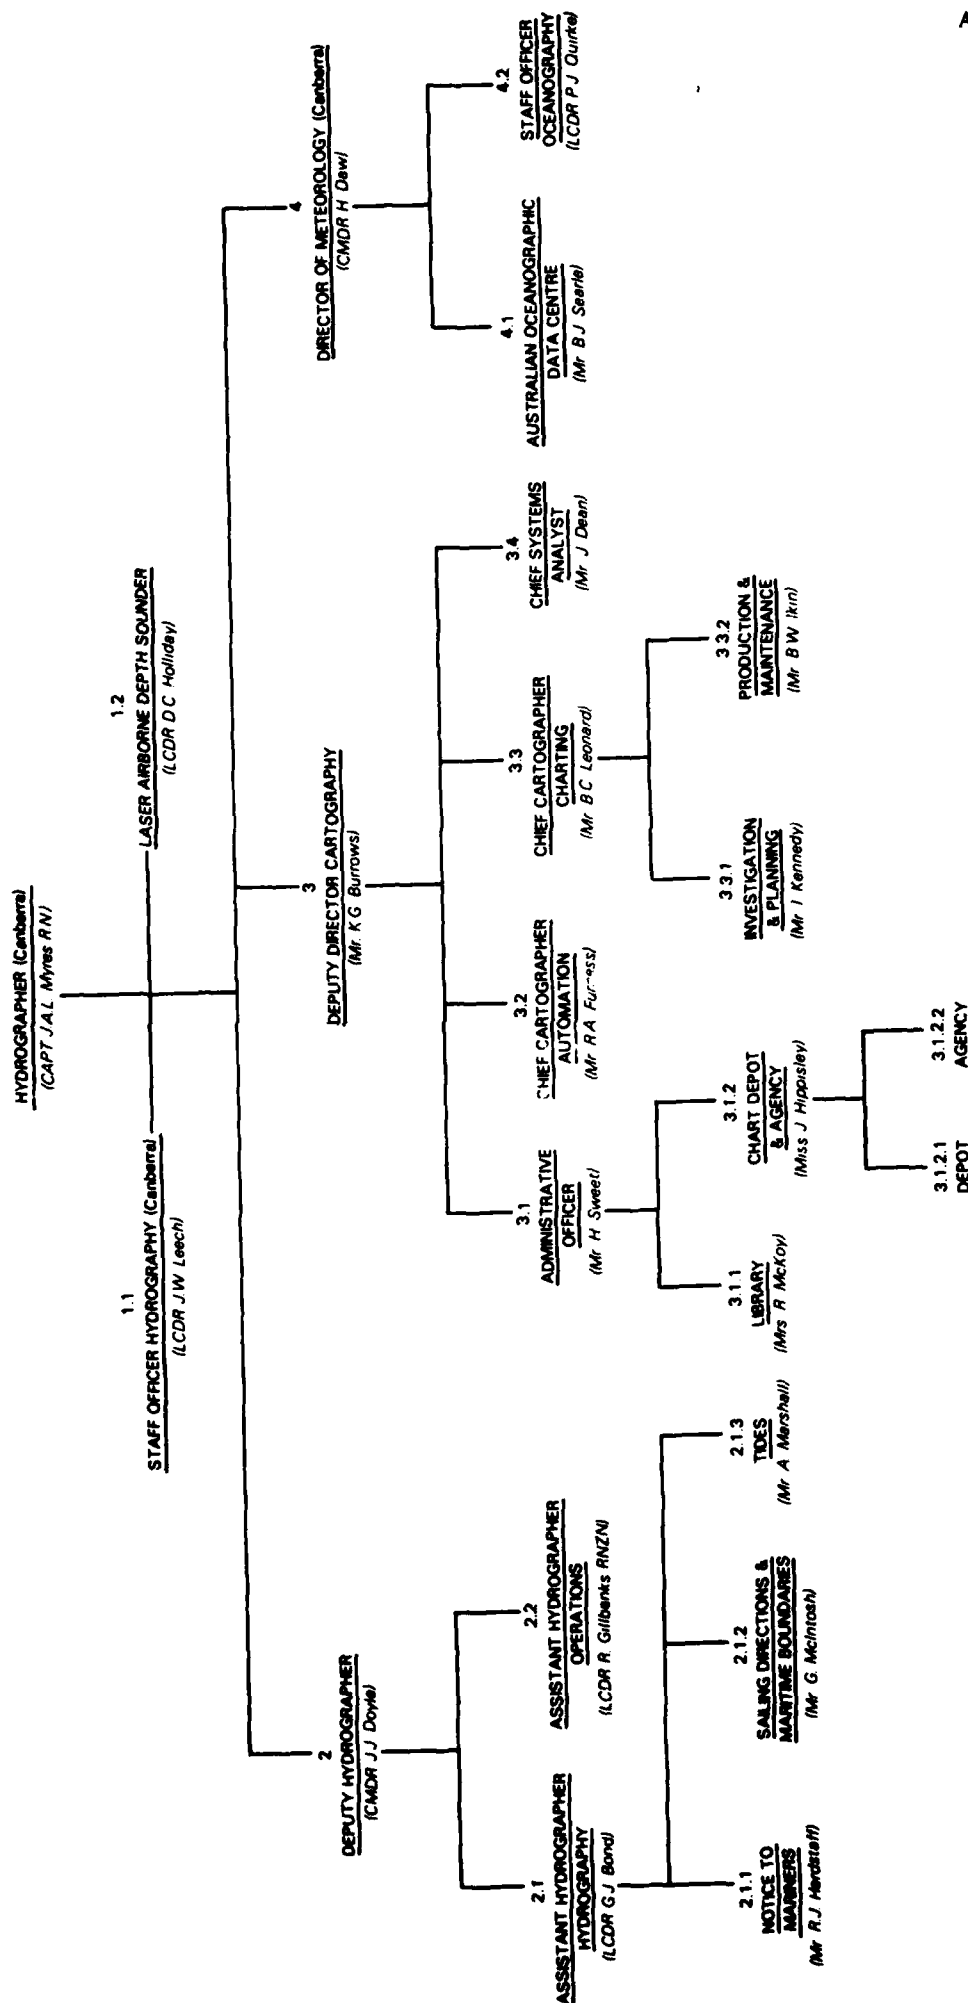 HYDROGRAPHER (Canberra)
(CAPT J.A.L. Myres RN)
1.1
STAFF OFFICER HYDROGRAPHY (Canberra)
(LCDR J.W Leech)
1.2
LASER AIRBORNE DEPTH SOUNDER
(LCDR D C Holliday)
2
DEPUTY HYDROGRAPHER
(CMDR J J Doyle)
3
DEPUTY DIRECTOR CARTOGRAPHY
(Mr. K G Burrows)
4
DIRECTOR OF METEOROLOGY (Canberra)
(CMDR H Daw)
2.1
ASSISTANT HYDROGRAPHER
HYDROGRAPHY
(LCDR G J Bond)
2.2
ASSISTANT HYDROGRAPHER
OPERATIONS
(LCDR R. Gillbanks RNZN)
3.1
ADMINISTRATIVE
OFFICER
(Mr H Sweet)
3.2
CHIEF CARTOGRAPHER
AUTOMATION
(Mr R A Furness)
3.3
CHIEF CARTOGRAPHER
CHARTING
(Mr B C Leonard)
3.4
CHIEF SYSTEMS
ANALYST
(Mr J Dean)
4.1
AUSTRALIAN OCEANOGRAPHIC
DATA CENTRE
(Mr B J Searle)
4.2
STAFF OFFICER
OCEANOGRAPHY
(LCDR P J Quirke)
2.1.1
NOTICE TO
MARINERS
(Mr R.J. Hardstaff)
2.1.2
SAILING DIRECTIONS &
MARITIME BOUNDARIES
(Mr G. McIntosh)
2.1.3
TIDES
(Mr A Marshall)
3.1.1
LIBRARY
(Mrs R McKoy)
3.1.2
CHART DEPOT
& AGENCY
(Miss J Hippisley)
3 3.1
INVESTIGATION
& PLANNING
(Mr I Kennedy)
3 3.2
PRODUCTION &
MAINTENANCE
(Mr B W Ikin)
3.1.2.1
DEPOT
3.1.2.2
AGENCY
A